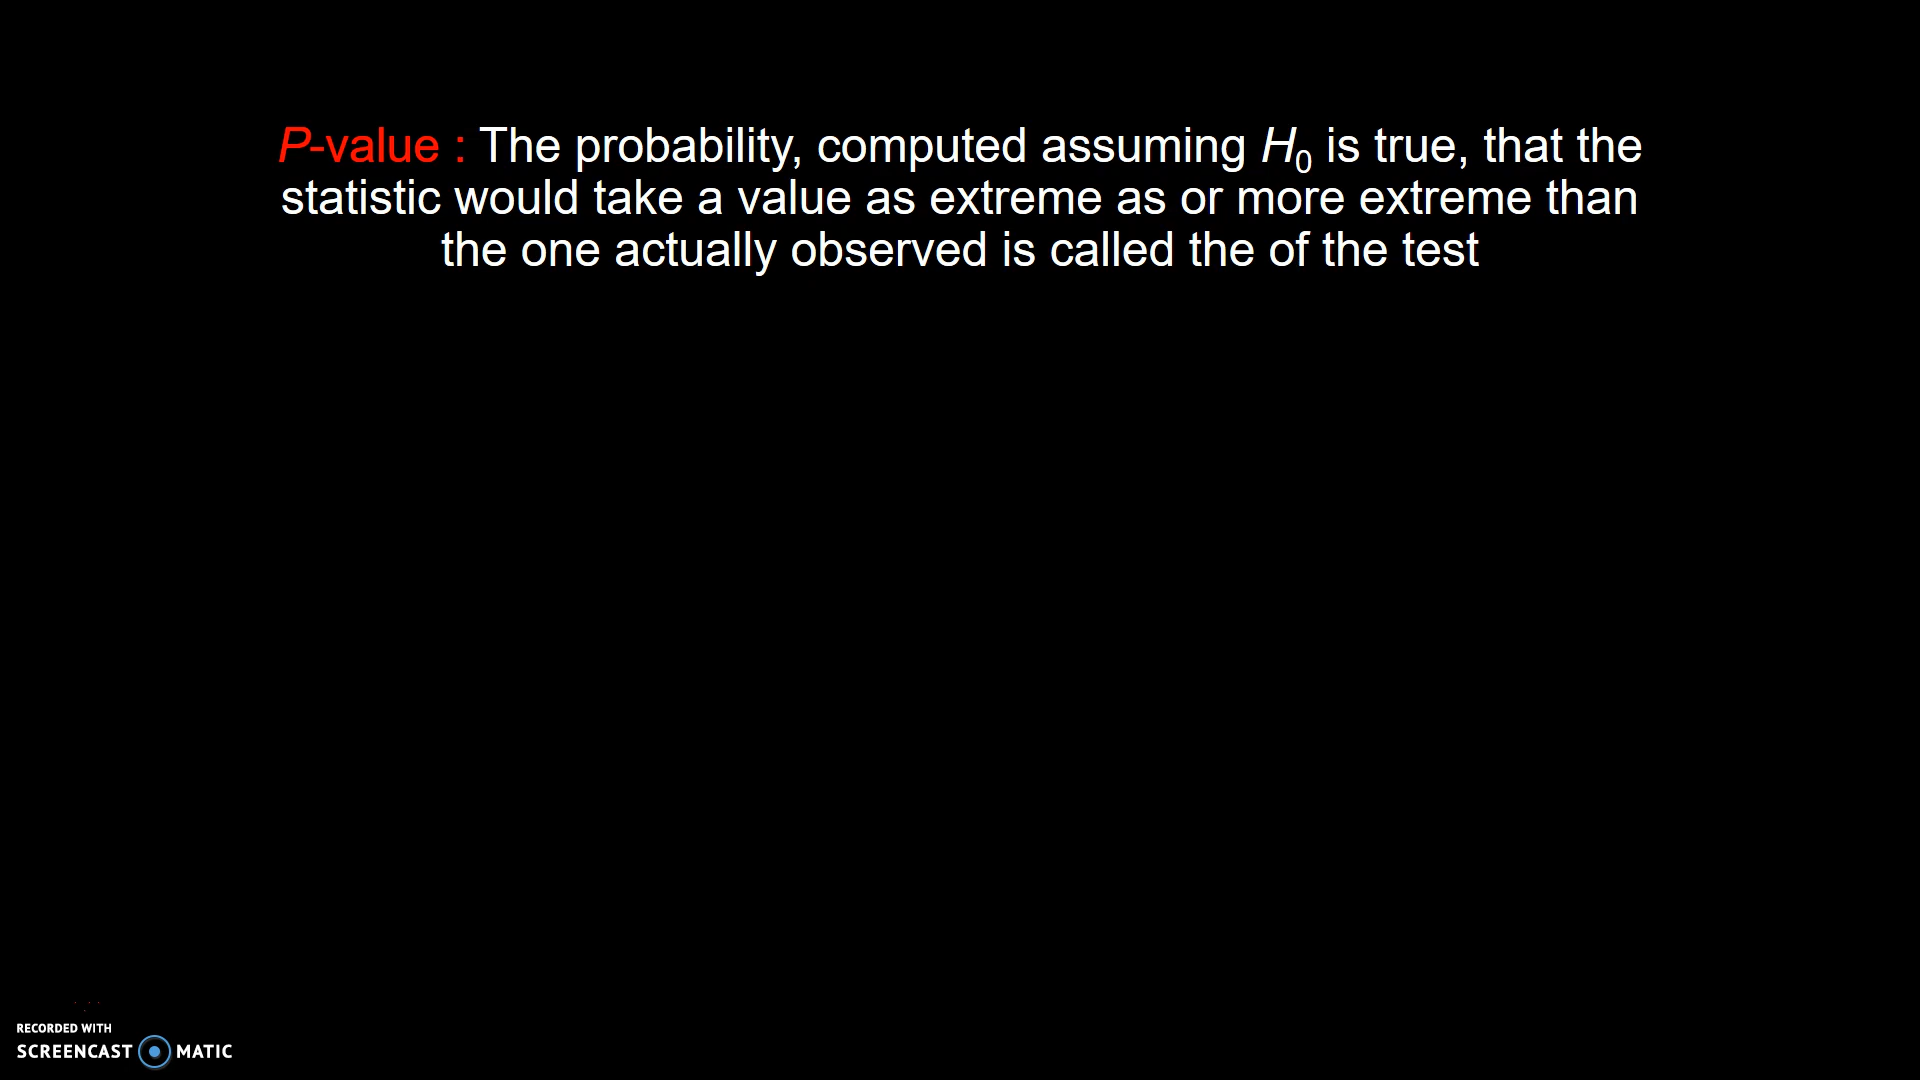 P-value : The probability, computed assuming H₀ is true, that the
statistic would take a value as extreme as or more extreme than
the one actually observed is called the of the test
RECORDED WITH
SCREENCAST MATIC